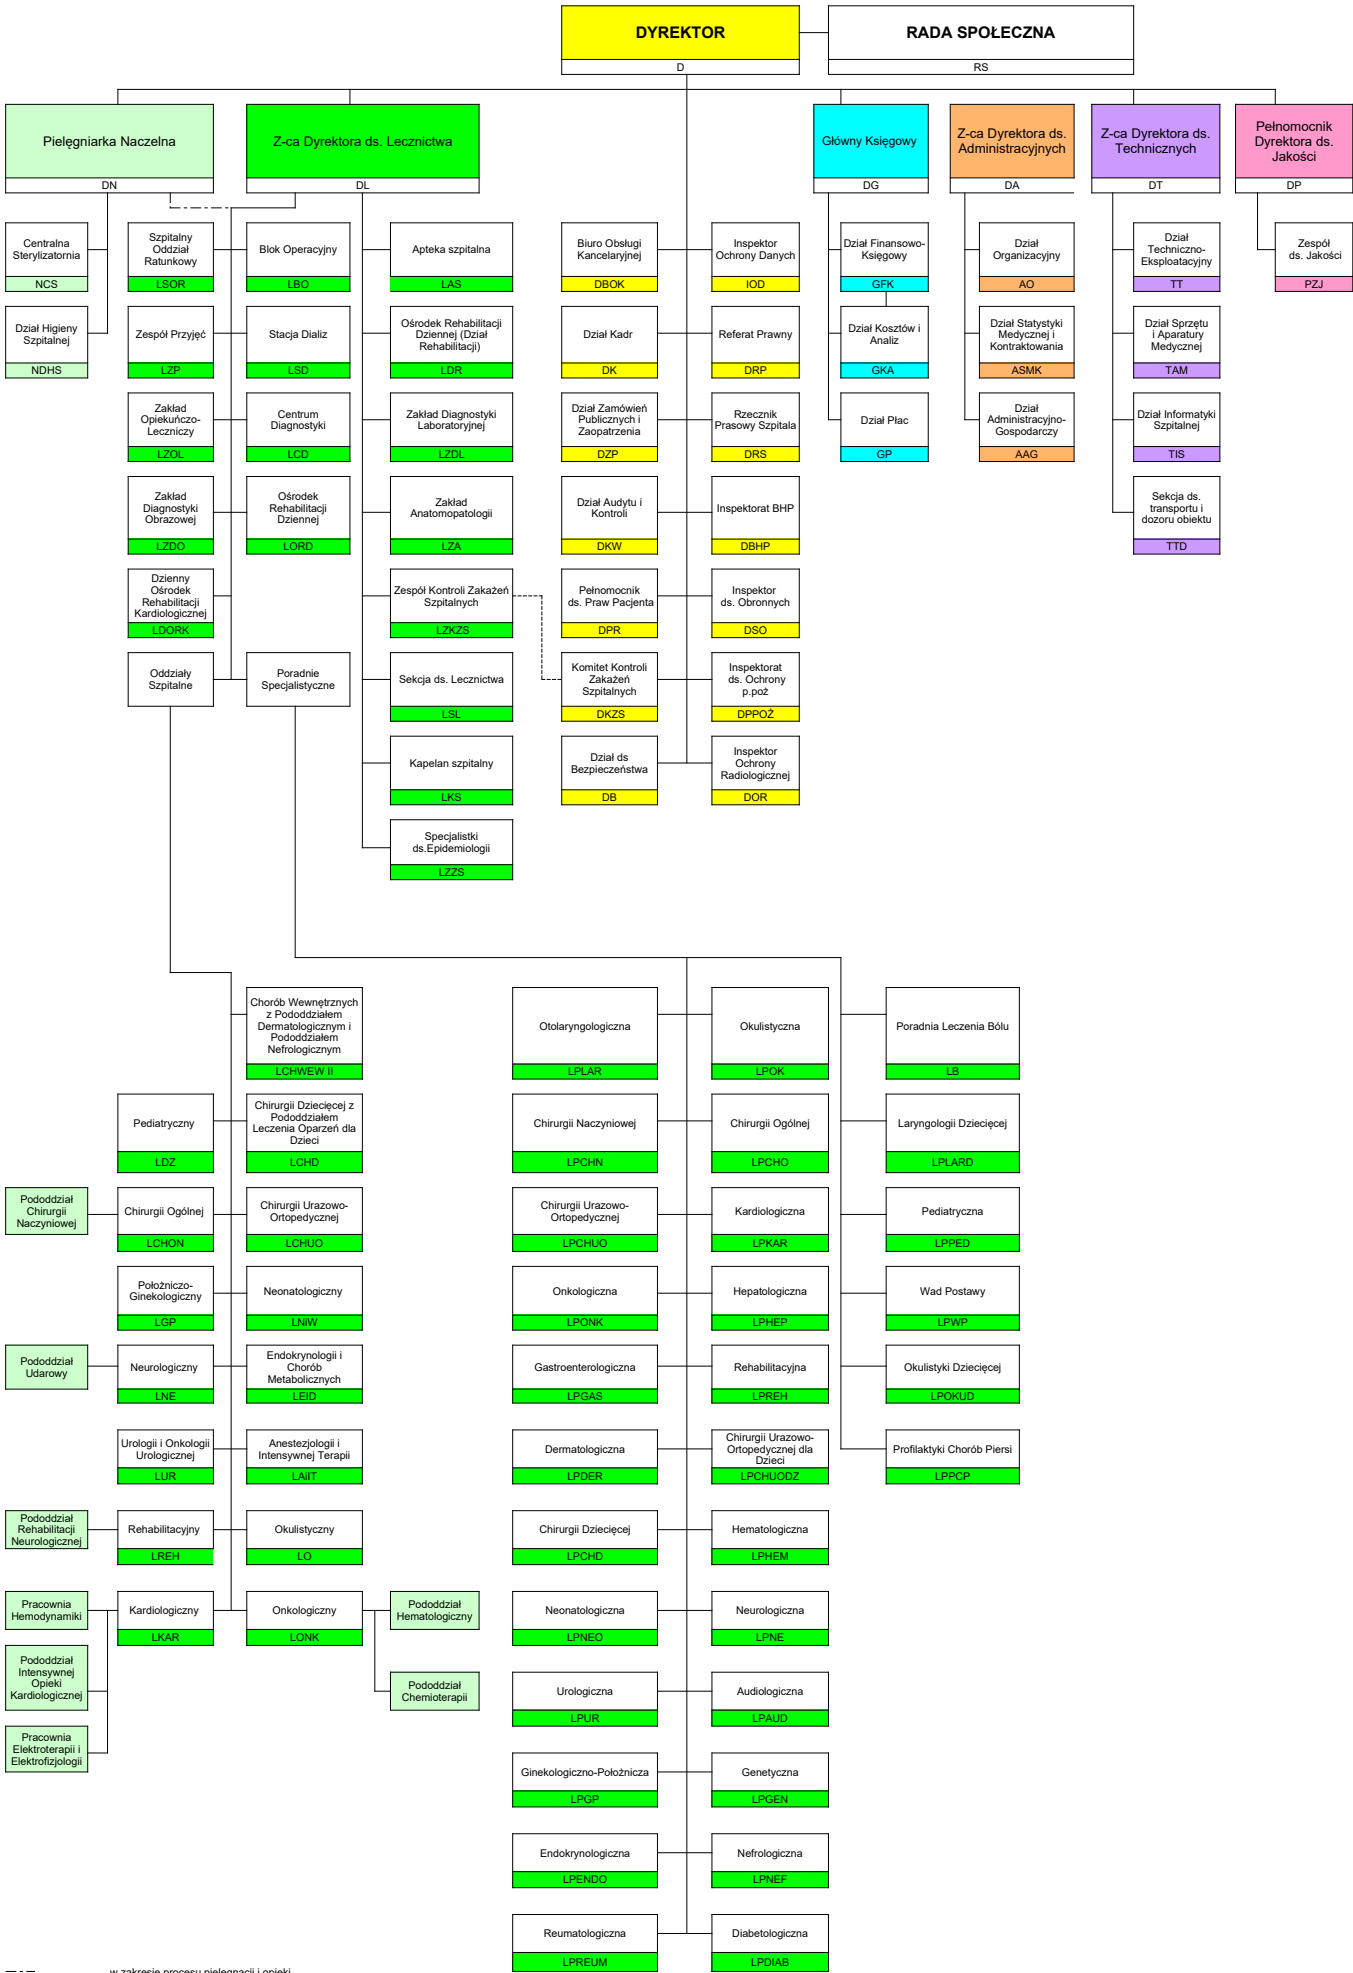 DYREKTOR
D
RADA SPOŁECZNA
RS
Pielęgniarka Naczelna
DN
Z-ca Dyrektora ds. Lecznictwa
DL
Główny Księgowy
DG
Z-ca Dyrektora ds.
Administracyjnych
DA
Z-ca Dyrektora ds.
Technicznych
DT
Pełnomocnik
Dyrektora ds.
Jakości
DP
Centralna
Sterylizatornia
NCS
Szpitalny
Oddział
Ratunkowy
LSOR
Blok Operacyjny
LBO
Apteka szpitalna
LAS
Biuro Obsługi
Kancelaryjnej
DBOK
Inspektor
Ochrony Danych
IOD
Dział Finansowo-
Księgowy
GFK
Dział
Organizacyjny
AO
Dział
Techniczno-
Eksploatacyjny
TT
Zespół
ds. Jakości
PZJ
Dział Higieny
Szpitalnej
NDHS
Zespół Przyjęć
LZP
Stacja Dializ
LSD
Ośrodek Rehabilitacji
Dziennej (Dział
Rehabilitacji)
LDR
Dział Kadr
DK
Referat Prawny
DRP
Dział Kosztów i
Analiz
GKA
Dział Statystyki
Medycznej i
Kontraktowania
ASMK
Dział Sprzętu
i Aparatury
Medycznej
TAM
Zakład
Opiekuńczo-
Leczniczy
LZOL
Centrum
Diagnostyki
LCD
Zakład Diagnostyki
Laboratoryjnej
LZDL
Dział Zamówień
Publicznych i
Zaopatrzenia
DZP
Rzecznik
Prasowy Szpitala
DRS
Dział Płac
GP
Dział
Administracyjno-
Gospodarczy
AAG
Dział Informatyki
Szpitalnej
TIS
Zakład
Diagnostyki
Obrazowej
LZDO
Ośrodek
Rehabilitacji
Dziennej
LORD
Zakład
Anatomopatologii
LZA
Dział Audytu i
Kontroli
DKW
Inspektorat BHP
DBHP
Sekcja ds.
transportu i
dozoru obiektu
TTD
Dzienny
Ośrodek
Rehabilitacji
Kardiologicznej
LDORK
Zespół Kontroli Zakażeń
Szpitalnych
LZKZS
Pełnomocnik
ds. Praw Pacjenta
DPR
Inspektor
ds. Obronnych
DSO
Oddziały
Szpitalne
Poradnie
Specjalistyczne
Sekcja ds. Lecznictwa
LSL
Komitet Kontroli
Zakażeń
Szpitalnych
DKZS
Inspektorat
ds. Ochrony
p.poż
DPPOŻ
Kapelan szpitalny
LKS
Dział ds
Bezpieczeństwa
DB
Inspektor
Ochrony
Radiologicznej
DOR
Specjalistki
ds.Epidemiologii
LZZS
Chorób Wewnętrznych
z Pododdziałem
Dermatologicznym i
Pododdziałem
Nefrologicznym
LCHWEW II
Otolaryngologiczna
LPLAR
Okulistyczna
LPOK
Poradnia Leczenia Bólu
LB
Pediatryczny
LDZ
Chirurgii Dziecięcej z
Pododdziałem
Leczenia Oparzeń dla
Dzieci
LCHD
Chirurgii Naczyniowej
LPCHN
Chirurgii Ogólnej
LPCHO
Laryngologii Dziecięcej
LPLARD
Pododdział
Chirurgii
Naczyniowej
Chirurgii Ogólnej
LCHON
Chirurgii Urazowo-
Ortopedycznej
LCHUO
Chirurgii Urazowo-
Ortopedycznej
LPCHUO
Kardiologiczna
LPKAR
Pediatryczna
LPPED
Położniczo-
Ginekologiczny
LGP
Neonatologiczny
LNiW
Onkologiczna
LPONK
Hepatologiczna
LPHEP
Wad Postawy
LPWP
Pododdział
Udarowy
Neurologiczny
LNE
Endokrynologii i
Chorób
Metabolicznych
LEID
Gastroenterologiczna
LPGAS
Rehabilitacyjna
LPREH
Okulistyki Dziecięcej
LPOKUD
Urologii i Onkologii
Urologicznej
LUR
Anestezjologii i
Intensywnej Terapii
LAiIT
Dermatologiczna
LPDER
Chirurgii Urazowo-
Ortopedycznej dla
Dzieci
LPCHUODZ
Profilaktyki Chorób Piersi
LPPCP
Pododdział
Rehabilitacji
Neurologicznej
Rehabilitacyjny
LREH
Okulistyczny
LO
Chirurgii Dziecięcej
LPCHD
Hematologiczna
LPHEM
Pracownia
Hemodynamiki
Kardiologiczny
LKAR
Onkologiczny
LONK
Pododdział
Hematologiczny
Neonatologiczna
LPNEO
Neurologiczna
LPNE
Pododdział
Intensywnej
Opieki
Kardiologicznej
Pododdział
Chemioterapii
Urologiczna
LPUR
Audiologiczna
LPAUD
Pracownia
Elektroterapii i
Elektrofizjologii
Ginekologiczno-Położnicza
LPGP
Genetyczna
LPGEN
Endokrynologiczna
LPENDO
Nefrologiczna
LPNEF
Reumatologiczna
LPREUM
Diabetologiczna
LPDIAB
w zakresie procesu pielęgnacji i opieki